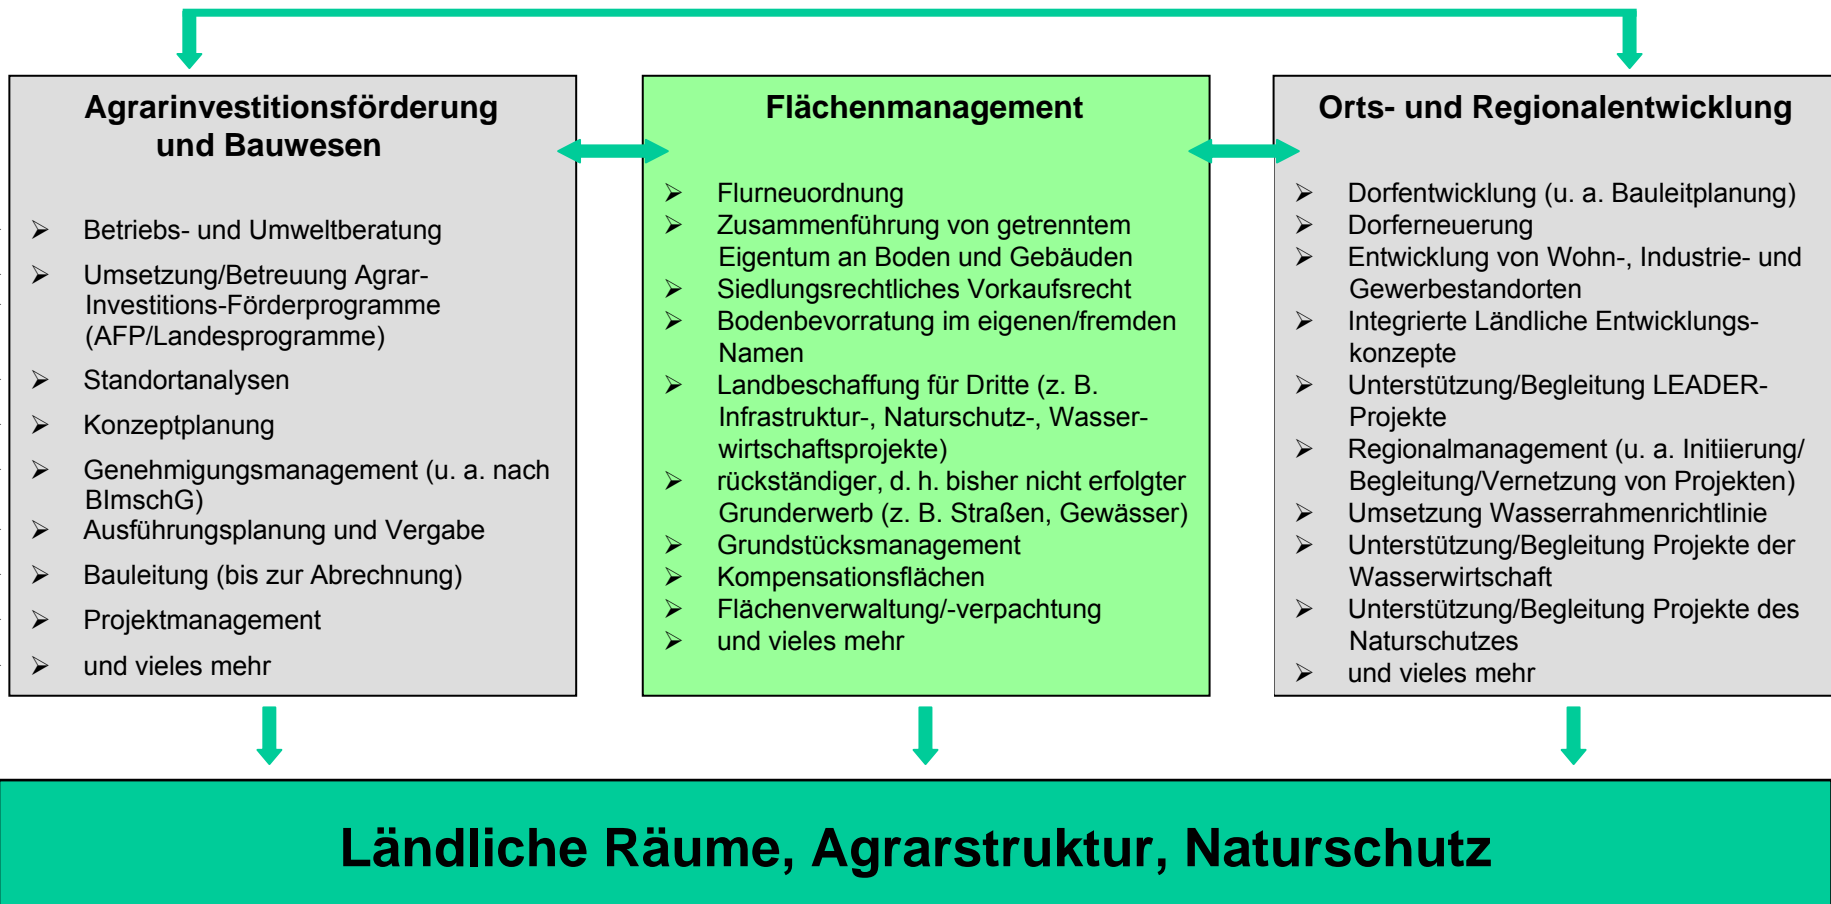 Agrarinvestitionsförderung
und Bauwesen
➢ Betriebs- und Umweltberatung
➢ Umsetzung/Betreuung Agrar-
Investitions-Förderprogramme
(AFP/Landesprogramme)
➢ Standortanalysen
➢ Konzeptplanung
➢ Genehmigungsmanagement (u. a. nach
BImschG)
➢ Ausführungsplanung und Vergabe
➢ Bauleitung (bis zur Abrechnung)
➢ Projektmanagement
➢ und vieles mehr
Flächenmanagement
➢ Flurneuordnung
➢ Zusammenführung von getrenntem
Eigentum an Boden und Gebäuden
➢ Siedlungsrechtliches Vorkaufsrecht
➢ Bodenbevorratung im eigenen/fremden
Namen
➢ Landbeschaffung für Dritte (z. B.
Infrastruktur-, Naturschutz-, Wasser-
wirtschaftsprojekte)
➢ rückständiger, d. h. bisher nicht erfolgter
Grunderwerb (z. B. Straßen, Gewässer)
➢ Grundstücksmanagement
➢ Kompensationsflächen
➢ Flächenverwaltung/-verpachtung
➢ und vieles mehr
Orts- und Regionalentwicklung
➢ Dorfentwicklung (u. a. Bauleitplanung)
➢ Dorferneuerung
➢ Entwicklung von Wohn-, Industrie- und
Gewerbestandorten
➢ Integrierte Ländliche Entwicklungs-
konzepte
➢ Unterstützung/Begleitung LEADER-
Projekte
➢ Regionalmanagement (u. a. Initiierung/
Begleitung/Vernetzung von Projekten)
➢ Umsetzung Wasserrahmenrichtlinie
➢ Unterstützung/Begleitung Projekte der
Wasserwirtschaft
➢ Unterstützung/Begleitung Projekte des
Naturschutzes
➢ und vieles mehr
Ländliche Räume, Agrarstruktur, Naturschutz